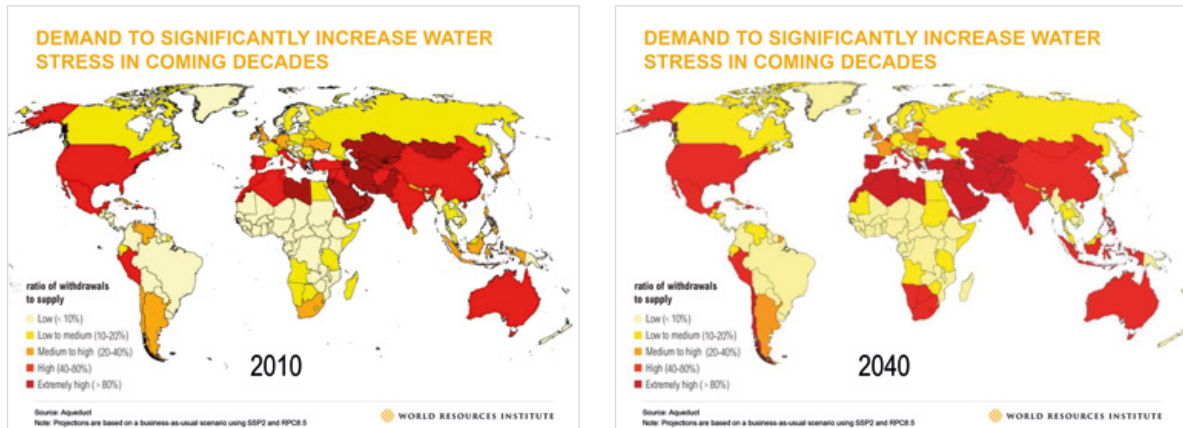 DEMAND TO SIGNIFICANTLY INCREASE WATER
STRESS IN COMING DECADES
ratio of withdrawals
to supply
Low (< 10%)
Low to medium (10-20%)
Medium to high (20-40%)
High (40-80%)
Extremely high (> 80%)
2010
Source: Aqueduct
Note: Projections are based on a business-as-usual scenario using SSP2 and RPC8.5
WORLD RESOURCES INSTITUTE
DEMAND TO SIGNIFICANTLY INCREASE WATER
STRESS IN COMING DECADES
ratio of withdrawals
to supply
Low (< 10%)
Low to medium (10-20%)
Medium to high (20-40%)
High (40-80%)
Extremely high (> 80%)
2040
Source: Aqueduct
Note: Projections are based on a business-as-usual scenario using SSP2 and RPC8.5
WORLD RESOURCES INSTITUTE